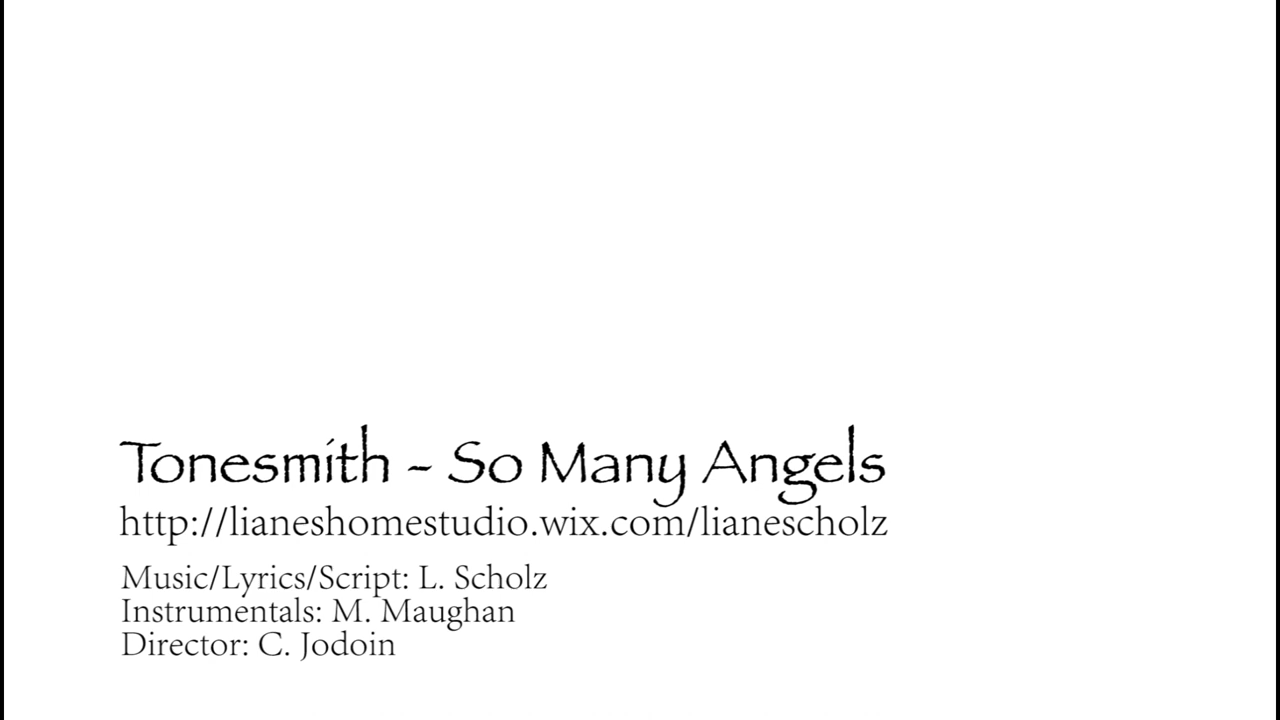 Tonesmith - So Many Angels
http://lianeshomestudio.wix.com/lianescholz
Music/Lyrics/Script: L. Scholz
Instrumentals: M. Maughan
Director: C. Jodoin